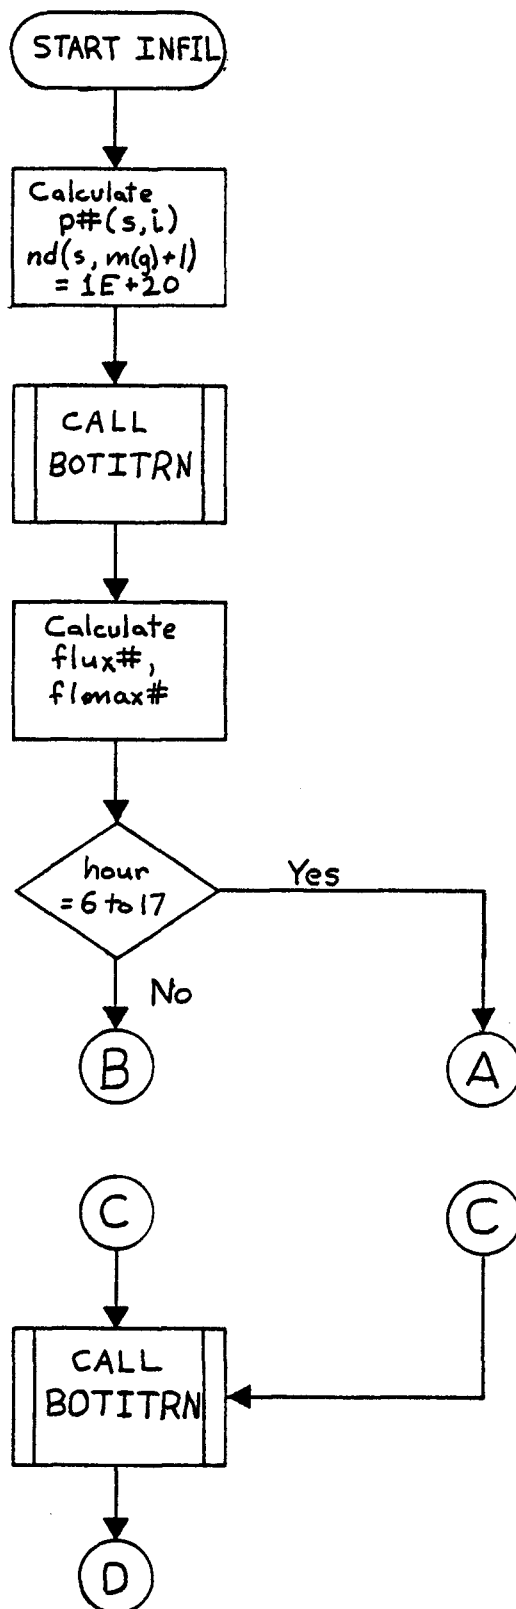 START INFIL
Calculate
p#(s,i)
nd(s, m(g)+1)
= 1E+20
CALL
BOTITRN
Calculate
flux#,
flomax#
hour
= 6 to 17
Yes
No
B
A
C
C
CALL
BOTITRN
D